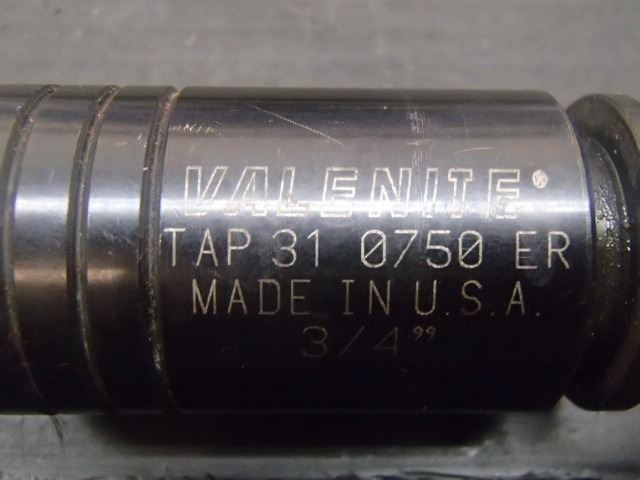 VALENITE®
TAP 31 0750 ER
MADE IN U.S.A.
3/4"